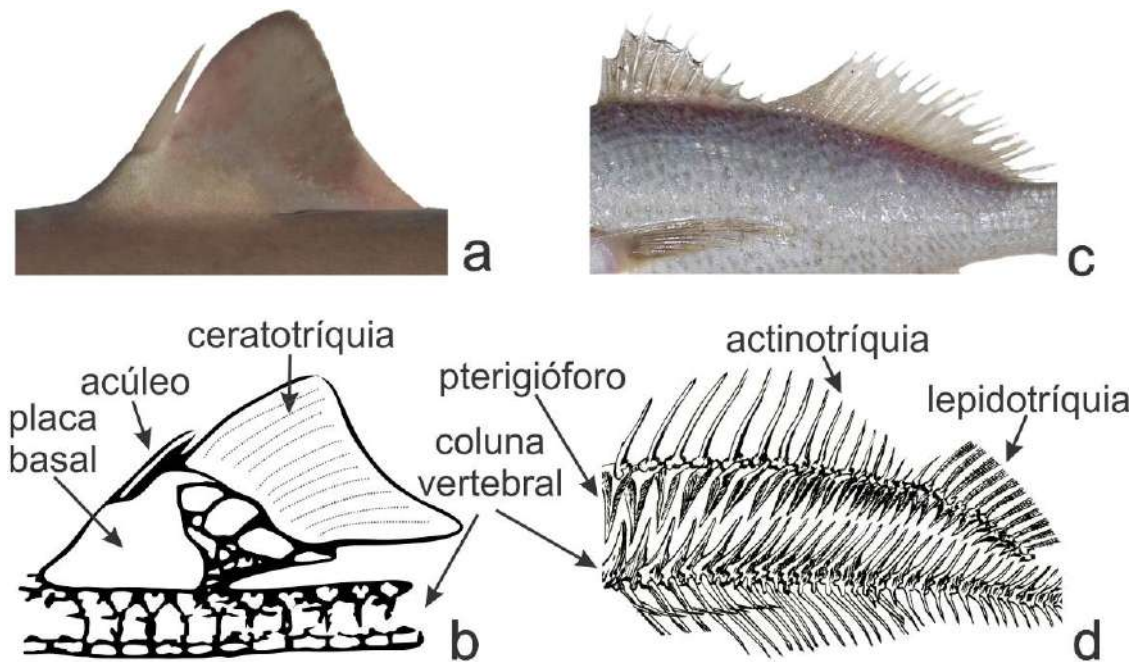 a
c
ceratotríquia
acúleo
placa
basal
b
actinotríquia
pterigióforo
lepidotríquia
coluna
vertebral
d